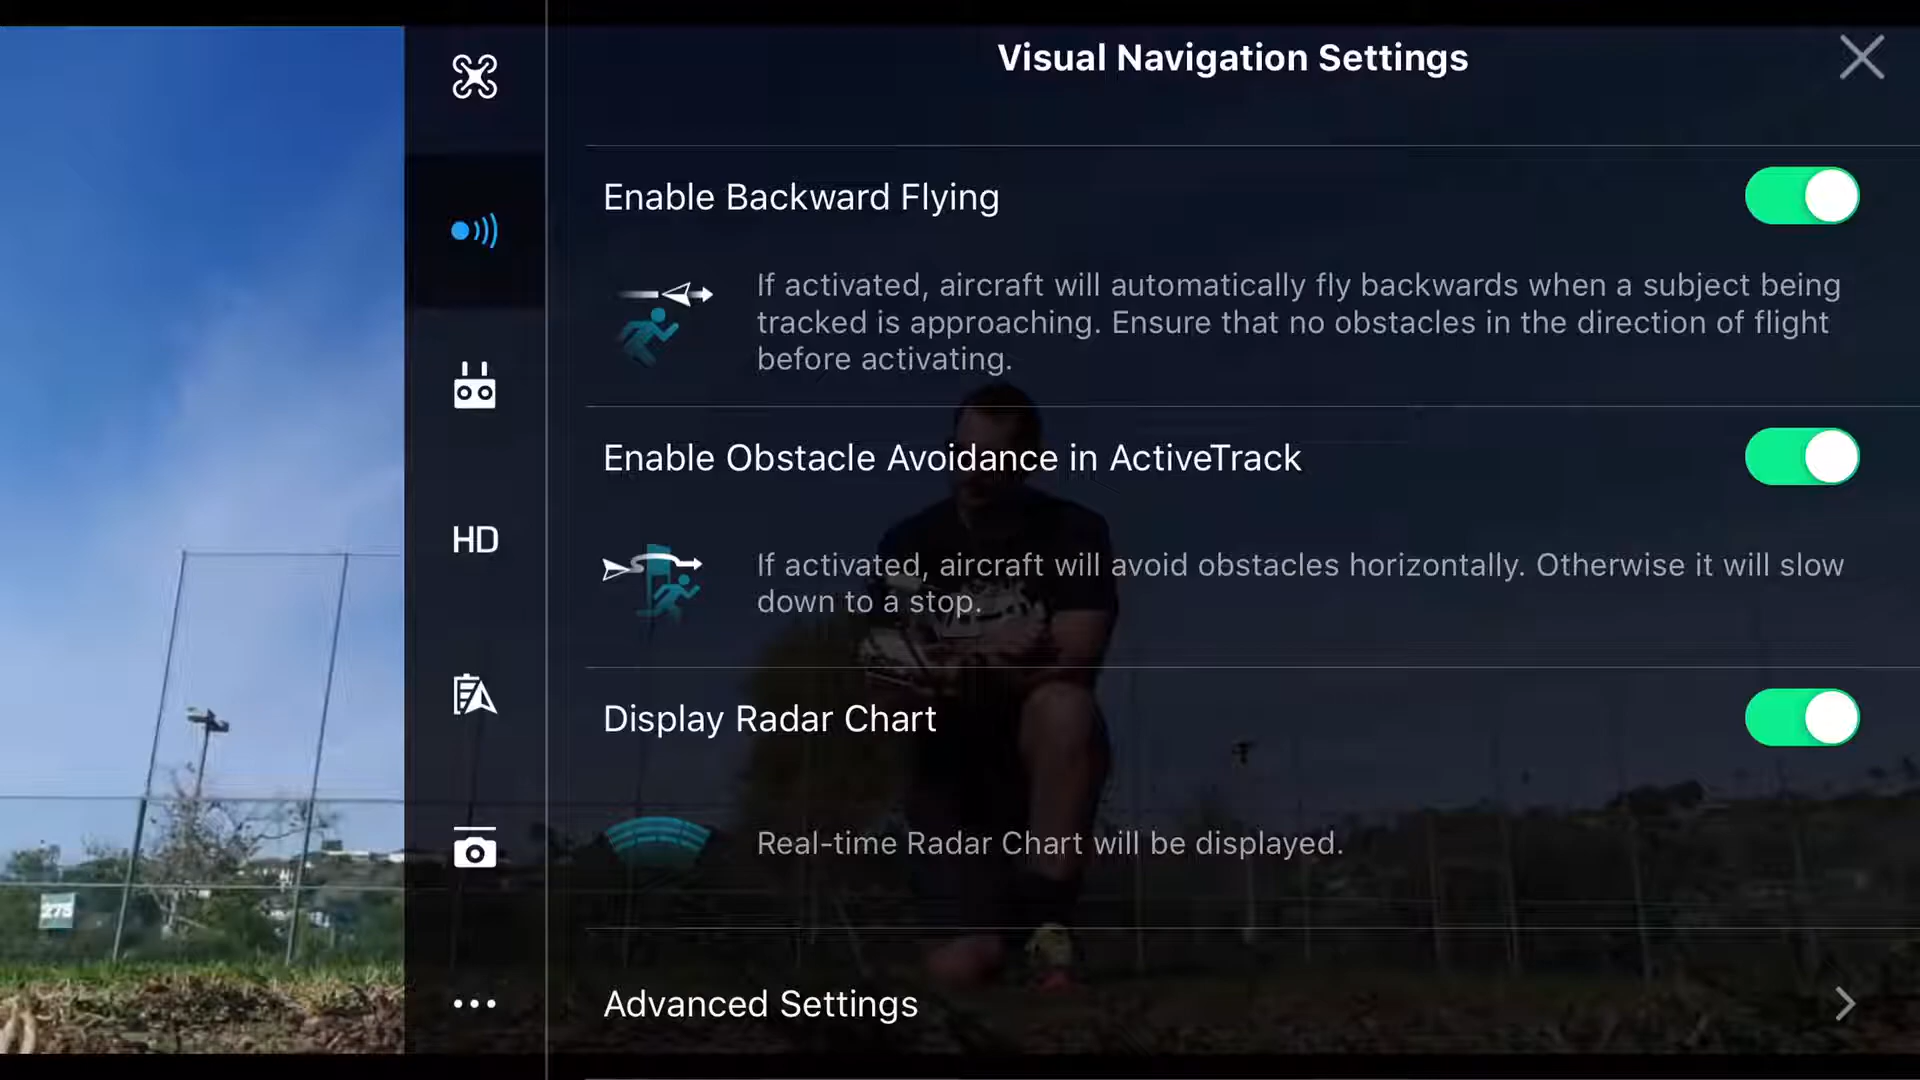 Visual Navigation Settings
Enable Backward Flying
If activated, aircraft will automatically fly backwards when a subject being
tracked is approaching. Ensure that no obstacles in the direction of flight
before activating.
Enable Obstacle Avoidance in ActiveTrack
If activated, aircraft will avoid obstacles horizontally. Otherwise it will slow
down to a stop.
HD
Display Radar Chart
Real-time Radar Chart will be displayed.
275
Advanced Settings